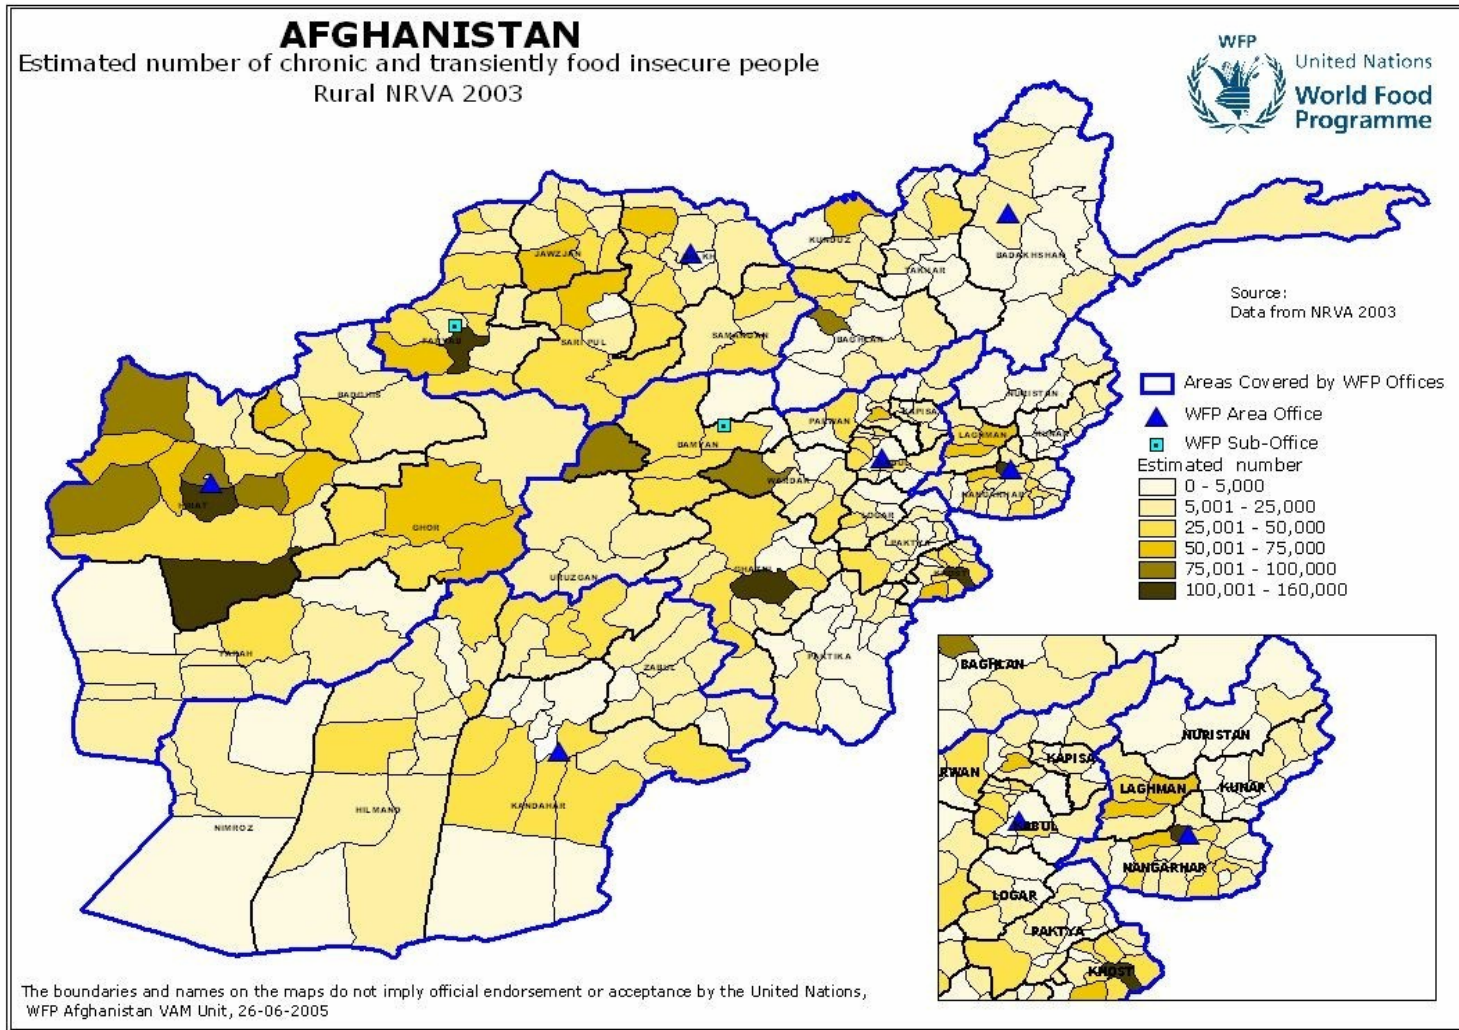 AFGHANISTAN
Estimated number of chronic and transiently food insecure people
Rural NRVA 2003
WFP
United Nations
World Food
Programme
JAWZJAN
KH
KUNDUZ
TAKHAR
BADAKHSHAN
FARYAB
SARI PUL
SAMANGAN
BAGHLAN
BADGHIS
NURISTAN
PARWAN
KAPISA
KUNAR
LAGHMAN
BAMYAN
WARDAK
NANGARHAR
HIRAT
GHOR
LOGAR
PAKTYA
URUZGAN
GHAZNI
KHOST
FARAH
ZABUL
PAKTIKA
HILMAND
KANDAHAR
NIMROZ
Source:
Data from NRVA 2003
Areas Covered by WFP Offices
WFP Area Office
WFP Sub-Office
Estimated number
0 - 5,000
5,001 - 25,000
25,001 - 50,000
50,001 - 75,000
75,001 - 100,000
100,001 - 160,000
BAGHLAN
NURISTAN
KAPISA
RWAN
LAGHMAN
KUNAR
ABUL
NANGARHAR
LOGAR
PAKTYA
KHOST
The boundaries and names on the maps do not imply official endorsement or acceptance by the United Nations,
WFP Afghanistan VAM Unit, 26-06-2005